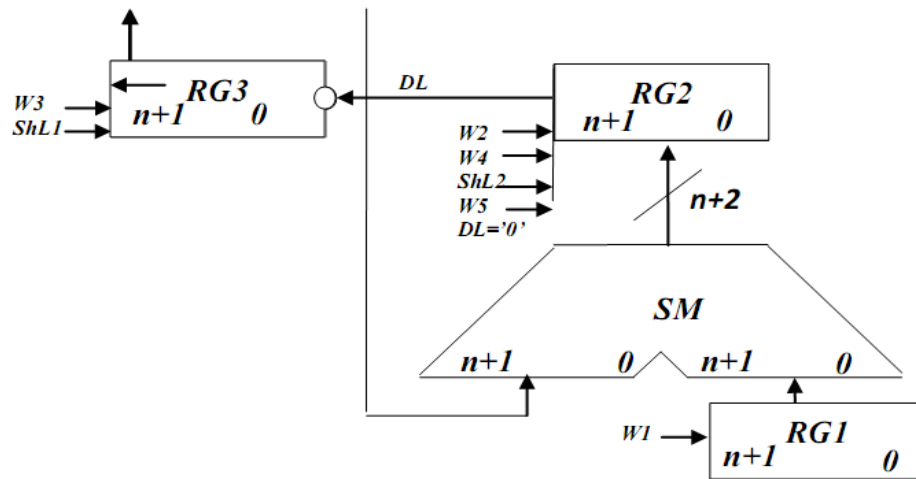 RG3
n+1 0
W3
ShL1
DL
RG2
n+1 0
W2
W4
ShL2
W5
DL='0'
n+2
SM
n+1 0 n+1 0
W1
RG1
n+1 0